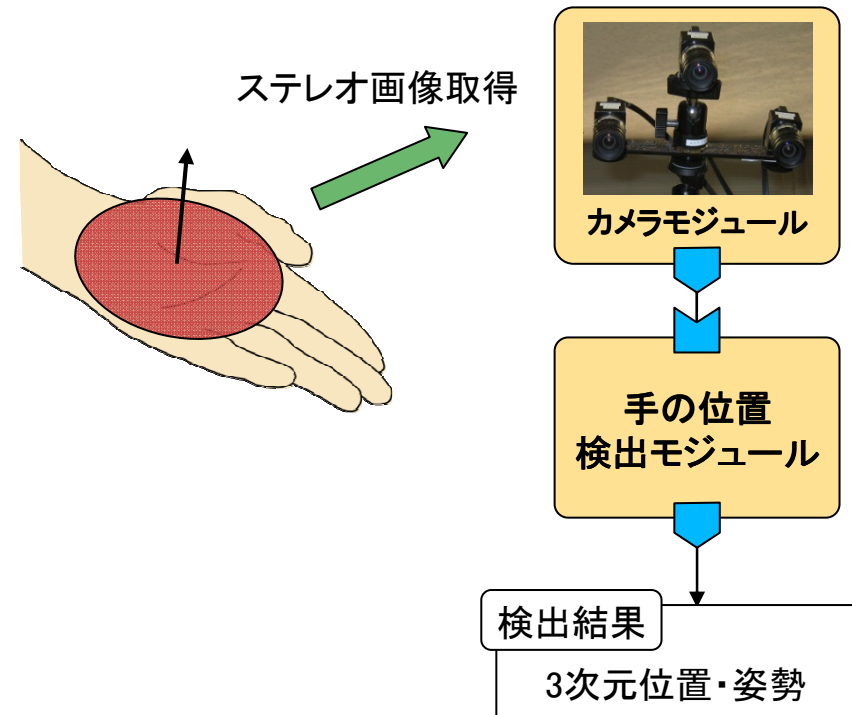 ステレオ画像取得
カメラモジュール
手の位置
検出モジュール
検出結果
3次元位置・姿勢